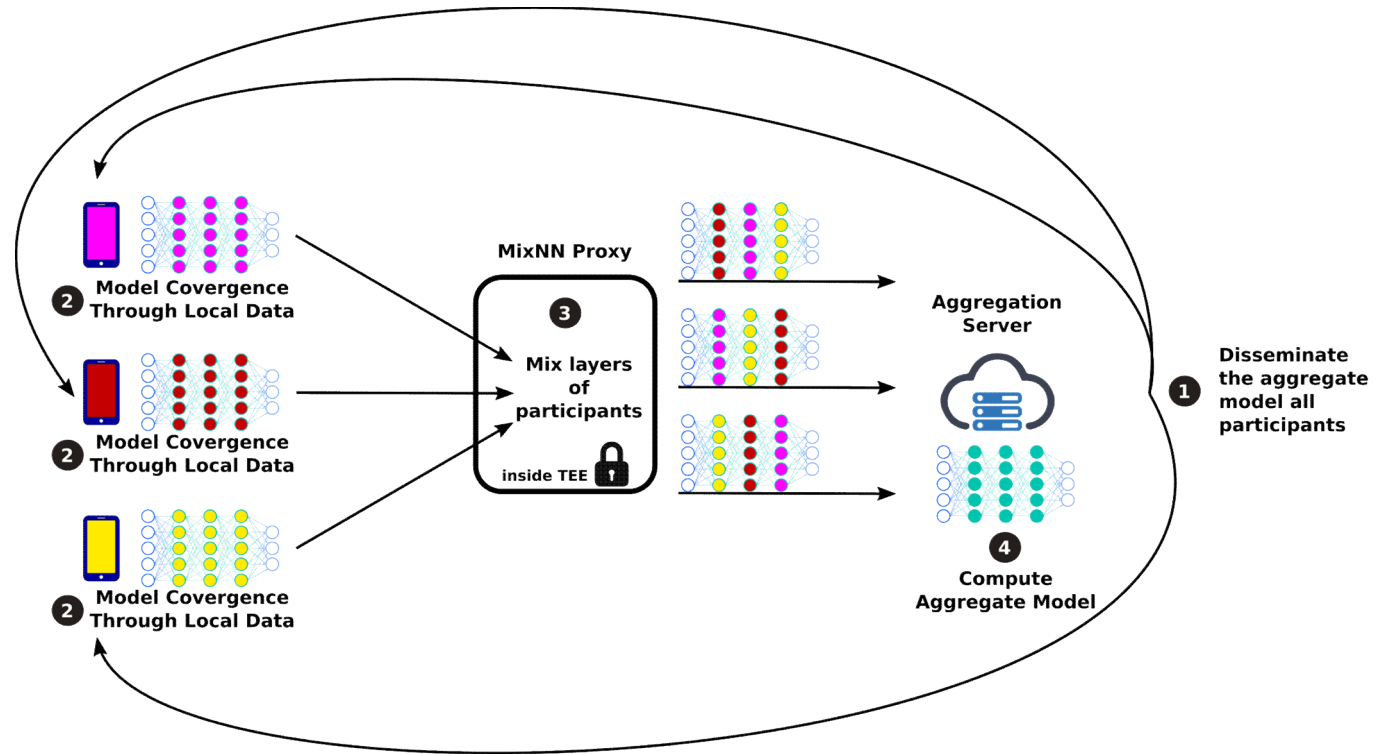 2
Model Covergence
Through Local Data
2
Model Covergence
Through Local Data
2
Model Covergence
Through Local Data
MixNN Proxy
3
Mix layers
of
participants
inside TEE
Aggregation
Server
4
Compute
Aggregate Model
1
Disseminate
the aggregate
model all
participants